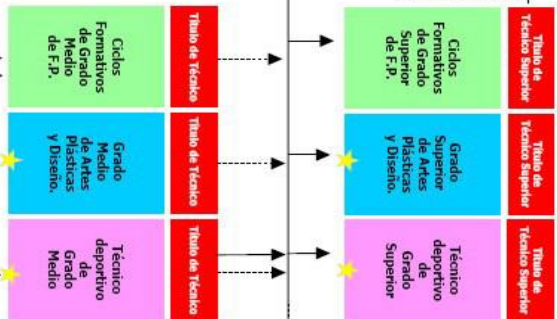 Título de
Técnico Superior
Ciclos
Formativos
de Grado
Superior
de F.P.
Título de
Técnico Superior
Grado
Superior
de Artes
Plásticas
y Diseño.
Título de
Técnico Superior
Técnico
deportivo
de
Grado
Superior
Título de Técnico
Ciclos
Formativos
de Grado
Medio
de F.P.
Título de Técnico
Grado
Medio
de Artes
Plásticas
y Diseño.
Título de Técnico
Técnico
deportivo
de
Grado
Medio